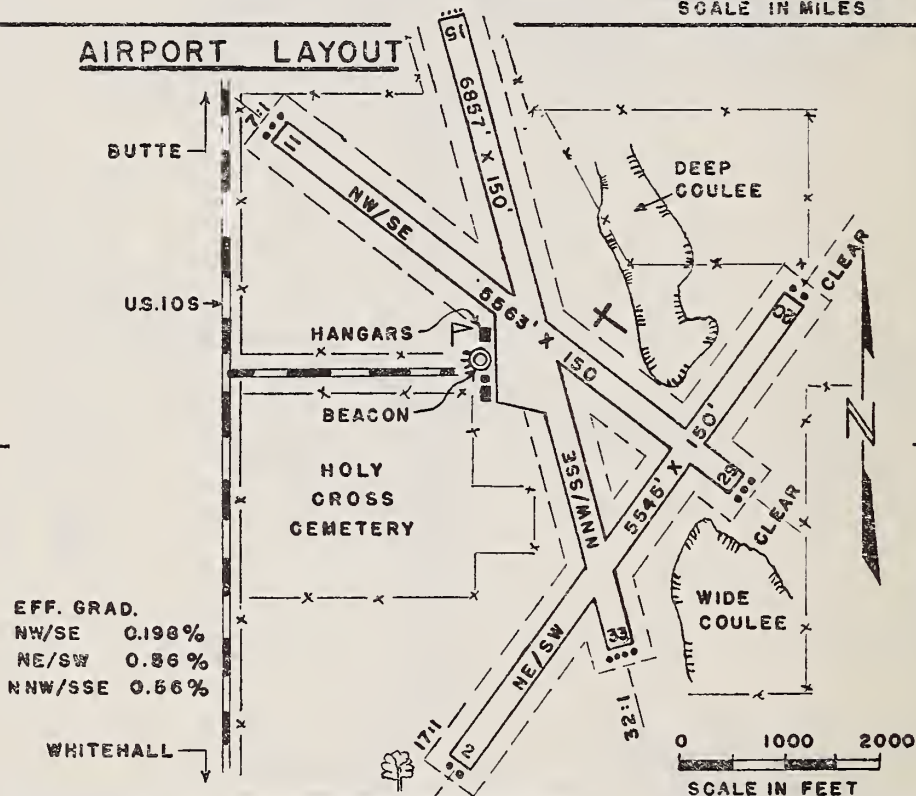 SCALE IN MILES
AIRPORT LAYOUT
15
6857' X 150'
7:1
11
BUTTE
NW/SE
DEEP
COULEE
CLEAR
U.S.10S
5563' X
150
HANGARS
BEACON
150'
N
HOLY
CROSS
CEMETERY
NNW/SSE
5546' X
29
CLEAR
WIDE
COULEE
EFF. GRAD.
NW/SE 0.198%
NE/SW 0.86%
NNW/SSE 0.56%
33
NE/SW
32:1
17:1
2
WHITEHALL
0 1000 2000
SCALE IN FEET